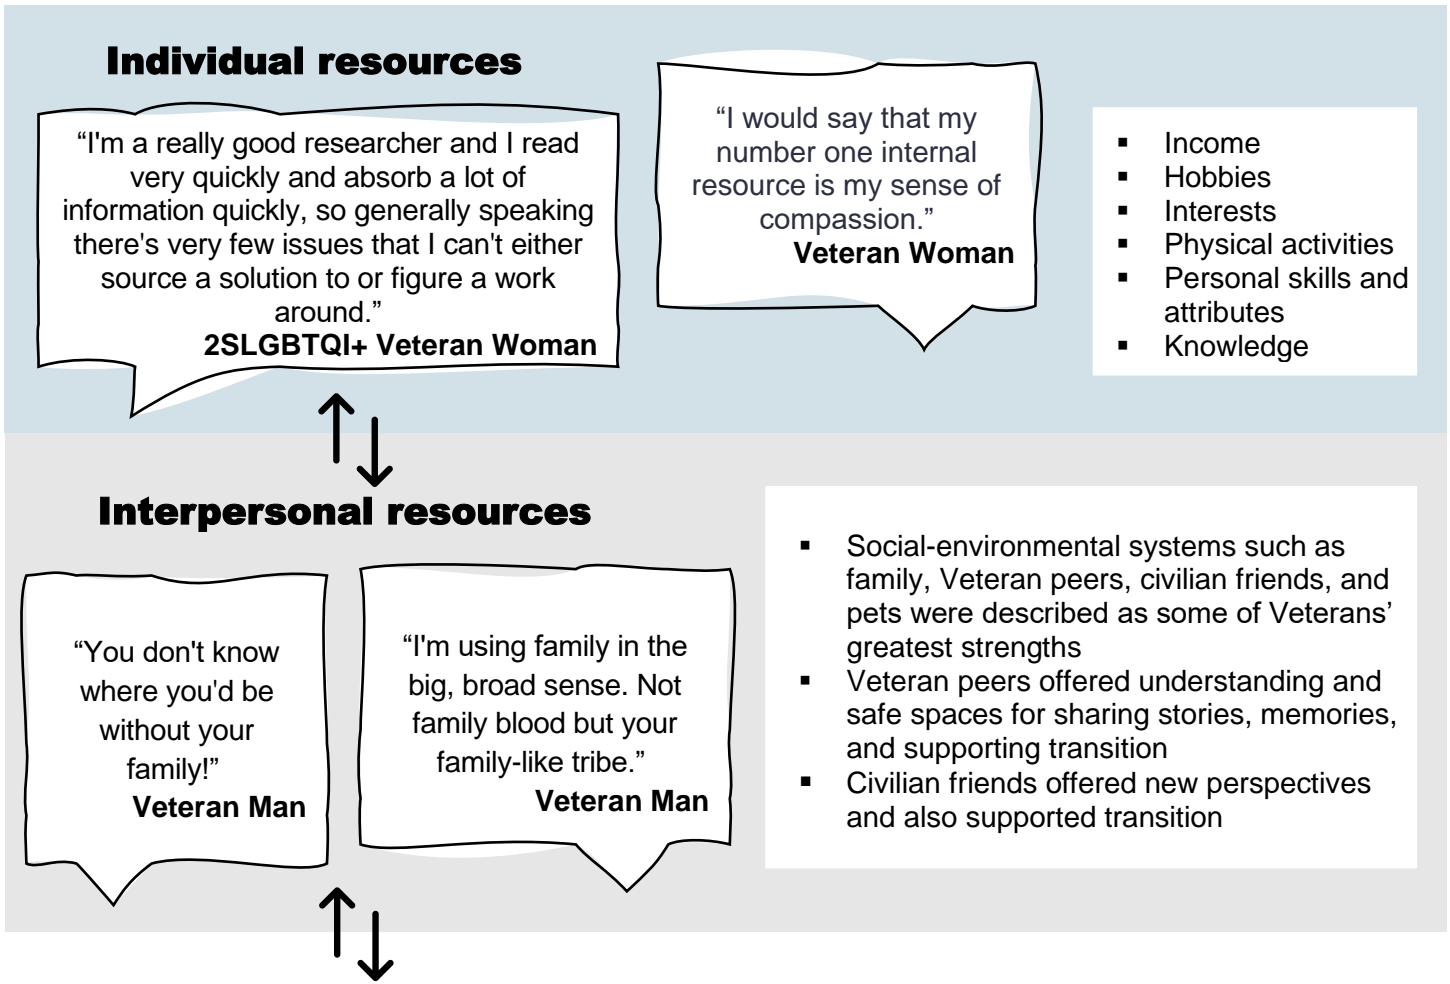 Individual resources
“I'm a really good researcher and I read
very quickly and absorb a lot of
information quickly, so generally speaking
there's very few issues that I can't either
source a solution to or figure a work
around.”
2SLGBTQI+ Veteran Woman
“I would say that my
number one internal
resource is my sense of
compassion.”
Veteran Woman
▪ Income
▪ Hobbies
▪ Interests
▪ Physical activities
▪ Personal skills and
attributes
▪ Knowledge
Interpersonal resources
“You don't know
where you'd be
without your
family!”
Veteran Man
“I'm using family in the
big, broad sense. Not
family blood but your
family-like tribe.”
Veteran Man
▪ Social-environmental systems such as
family, Veteran peers, civilian friends, and
pets were described as some of Veterans’
greatest strengths
▪ Veteran peers offered understanding and
safe spaces for sharing stories, memories,
and supporting transition
▪ Civilian friends offered new perspectives
and also supported transition